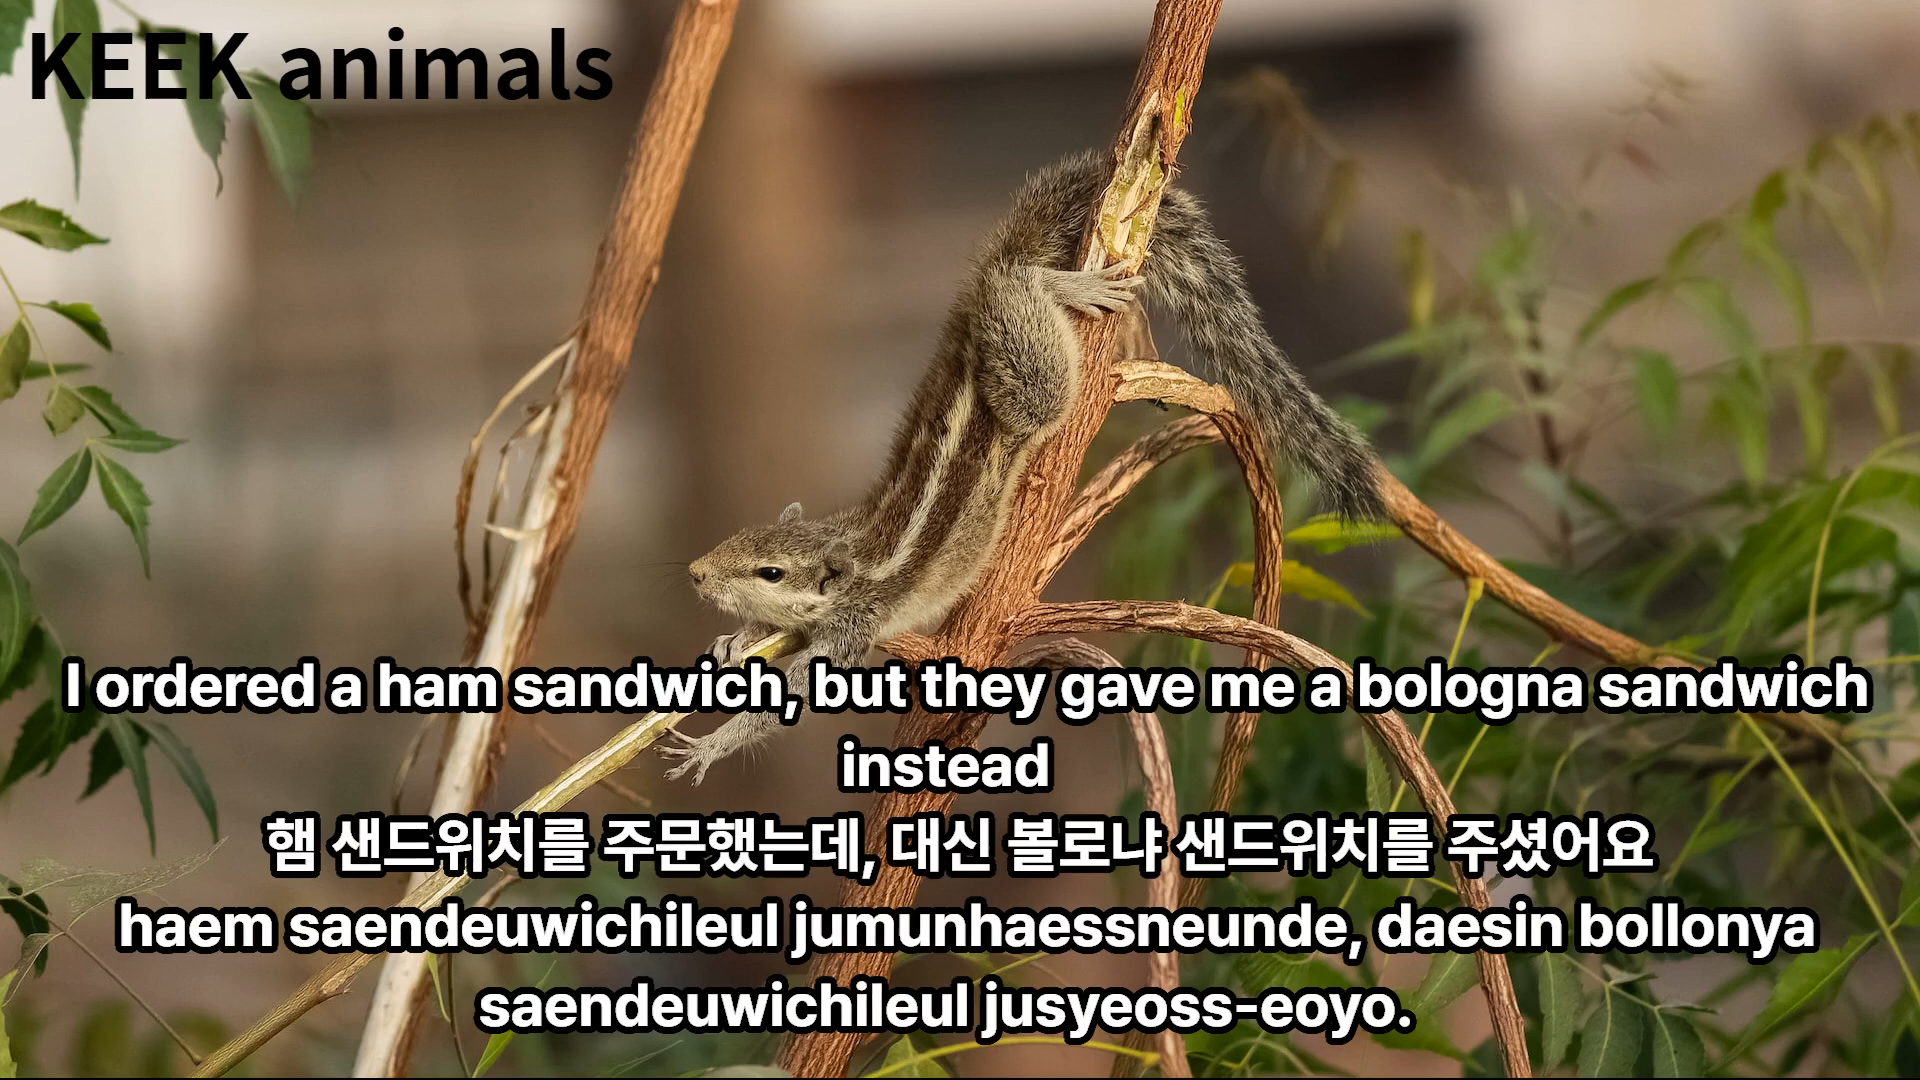 KEEK animals
I ordered a ham sandwich, but they gave me a bologna sandwich
instead
햄 샌드위치를 주문했는데, 대신 볼로냐 샌드위치를 주셨어요
haem saendeuwichileul jumunhaessneunde, daesin bollonya
saendeuwichileul jusyeoss-eoyo.